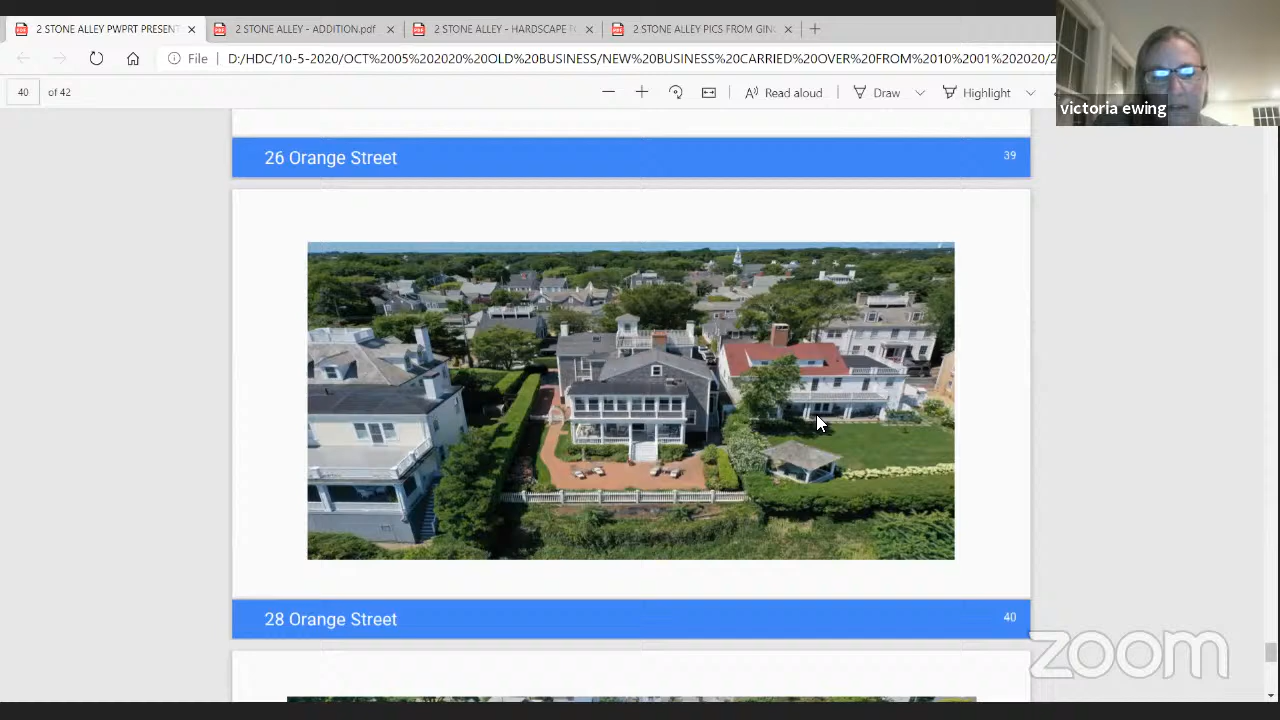 2 STONE ALLEY PWPRT PRESENT
2 STONE ALLEY - ADDITION.pdf
2 STONE ALLEY - HARDSCAPE
2 STONE ALLEY PICS FROM GIN
File
D:/HDC/10-5-2020/OCT%2005%202020%20OLD%20BUSINESS/NEW%20BUSINESS%20CARRIED%20OVER%20FROM%2010%2001%202020/2
40
of 42
Read aloud
Draw
Highlight
victoria ewing
26 Orange Street
39
28 Orange Street
40
zoom